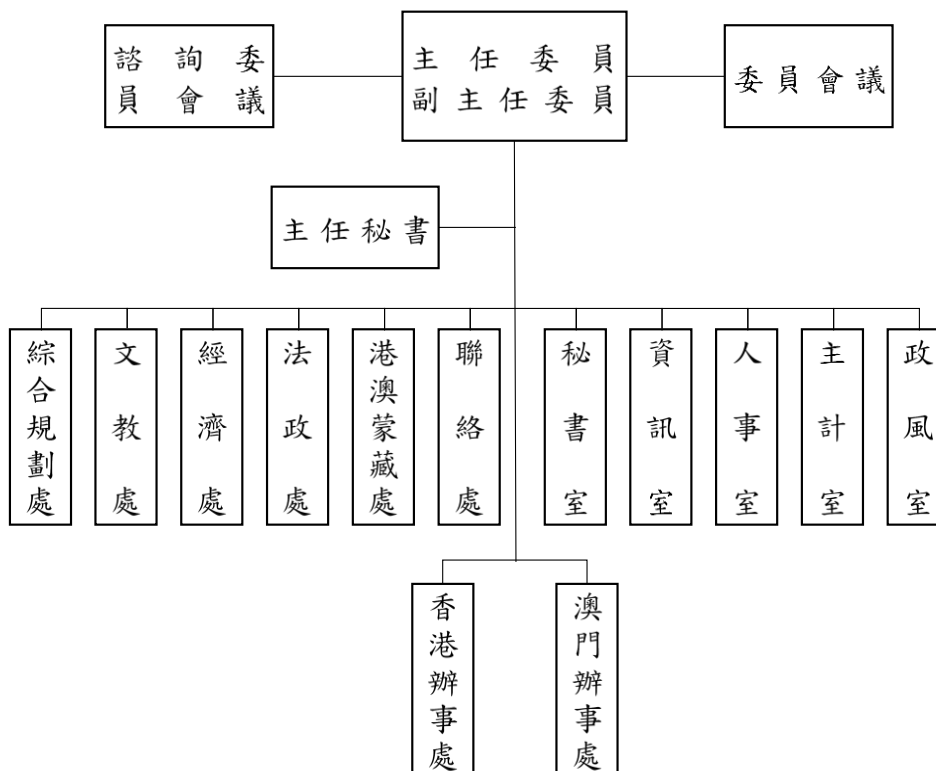 諮詢委
員會議
主任委員
副主任委員
委員會議
主任秘書
綜合規劃處
文教處
經濟處
法政處
港澳蒙藏處
聯絡處
秘書室
資訊室
人事室
主計室
政風室
香港辦事處
澳門辦事處